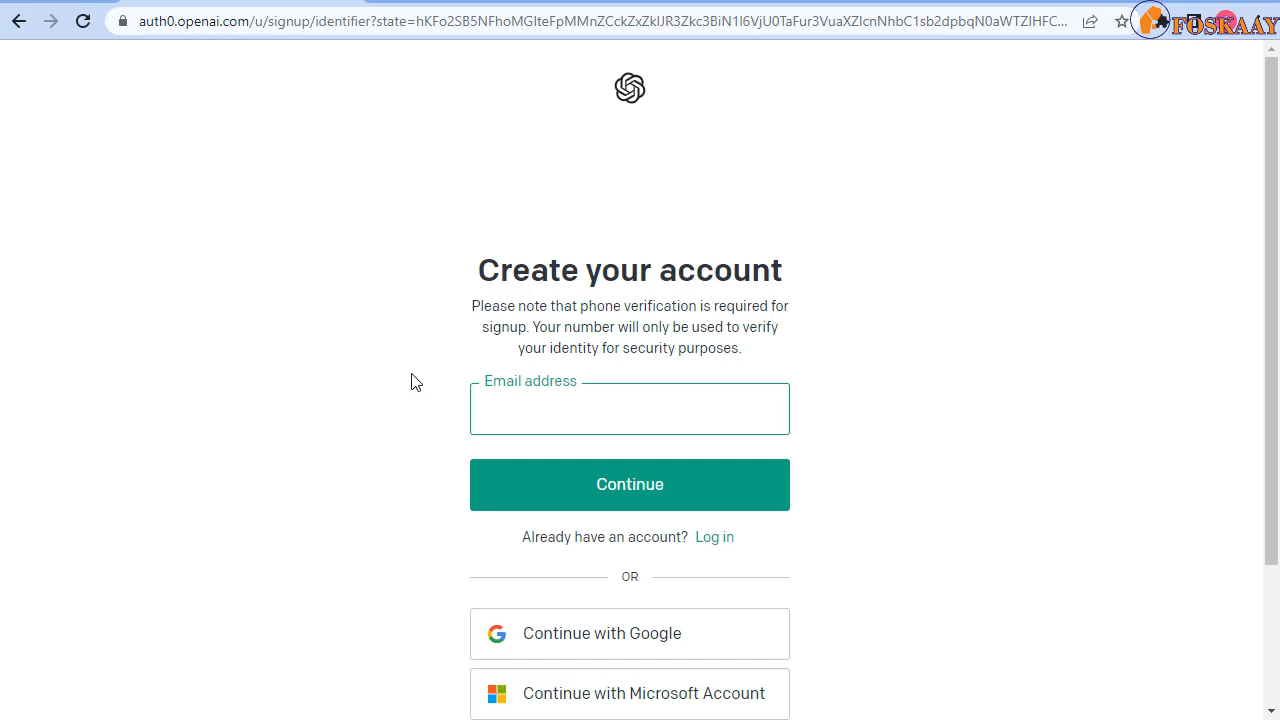 auth0.openai.com/u/signup/identifier?state=hKFo2SB5NFhoMGIteFpMMnZCckZxZklJR3Zkc3BiN1l6VjU0TaFur3VuaXZlcnNhbC1sb2dpbqN0aWTZIHFC...
FOSKAAY
Create your account
Please note that phone verification is required for
signup. Your number will only be used to verify
your identity for security purposes.
Email address
Continue
Already have an account? Log in
OR
Continue with Google
Continue with Microsoft Account